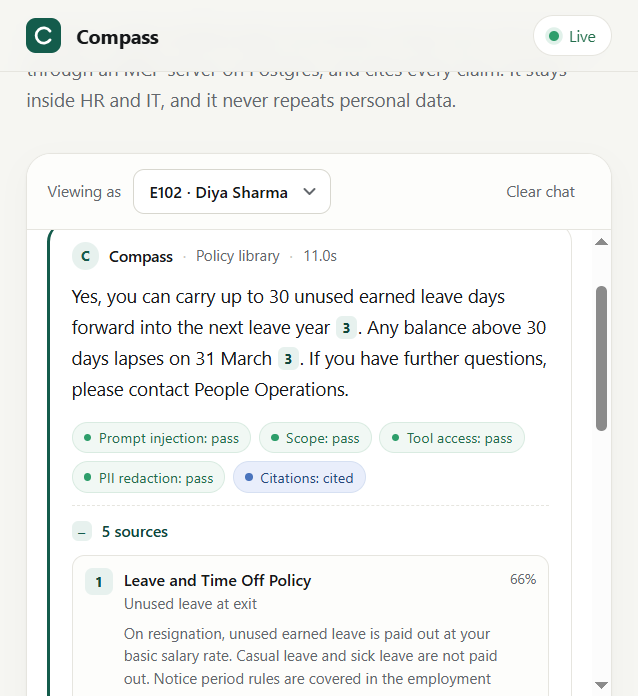 C Compass Live
through an MCP server on Postgres, and cites every claim. It stays
inside HR and IT, and it never repeats personal data.
Viewing as E102 · Diya Sharma Clear chat
C Compass · Policy library · 11.0s
Yes, you can carry up to 30 unused earned leave days
forward into the next leave year 3 . Any balance above 30
days lapses on 31 March 3 . If you have further questions,
please contact People Operations.
Prompt injection: pass Scope: pass Tool access: pass
PII redaction: pass Citations: cited
– 5 sources
1 Leave and Time Off Policy 66%
Unused leave at exit
On resignation, unused earned leave is paid out at your
basic salary rate. Casual leave and sick leave are not paid
out. Notice period rules are covered in the employment